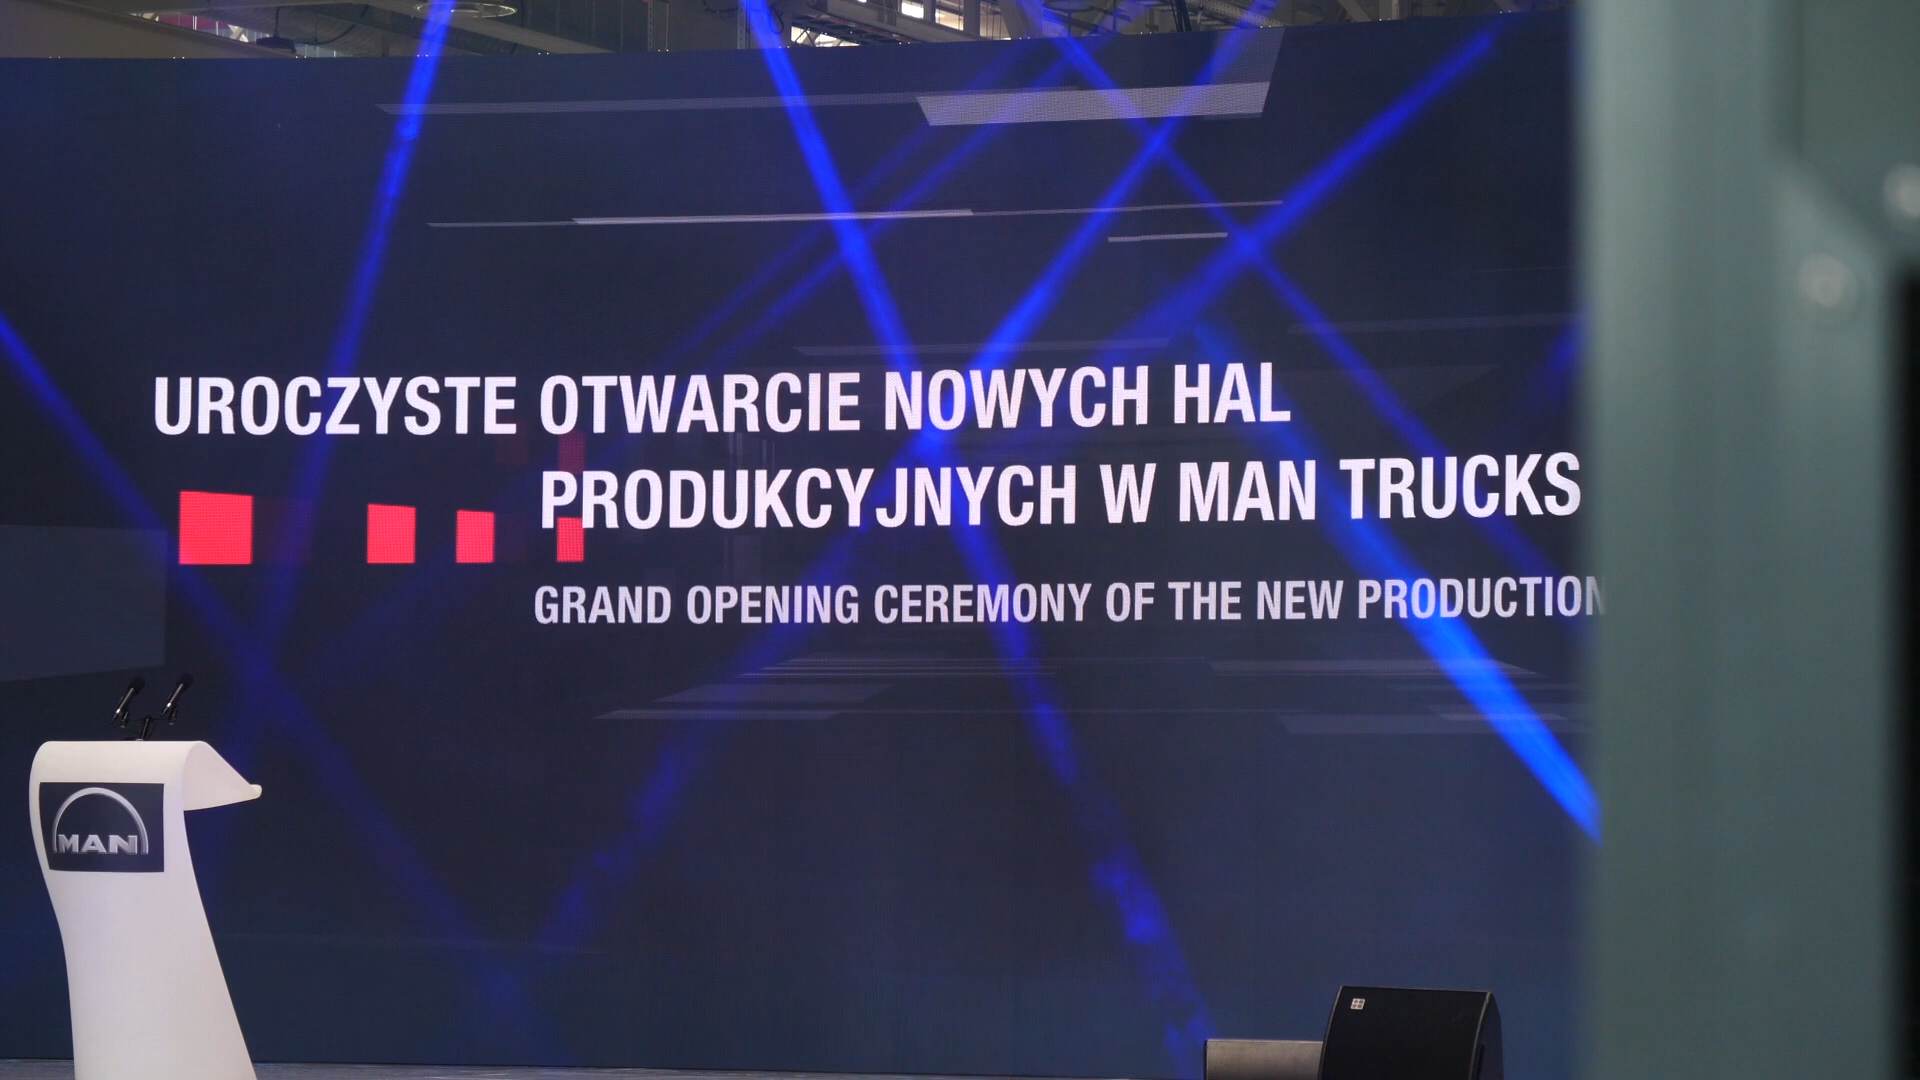 UROCZYSTE OTWARCIE NOWYCH HAL
PRODUKCYJNYCH W MAN TRUCKS
GRAND OPENING CEREMONY OF THE NEW PRODUCTION
MAN